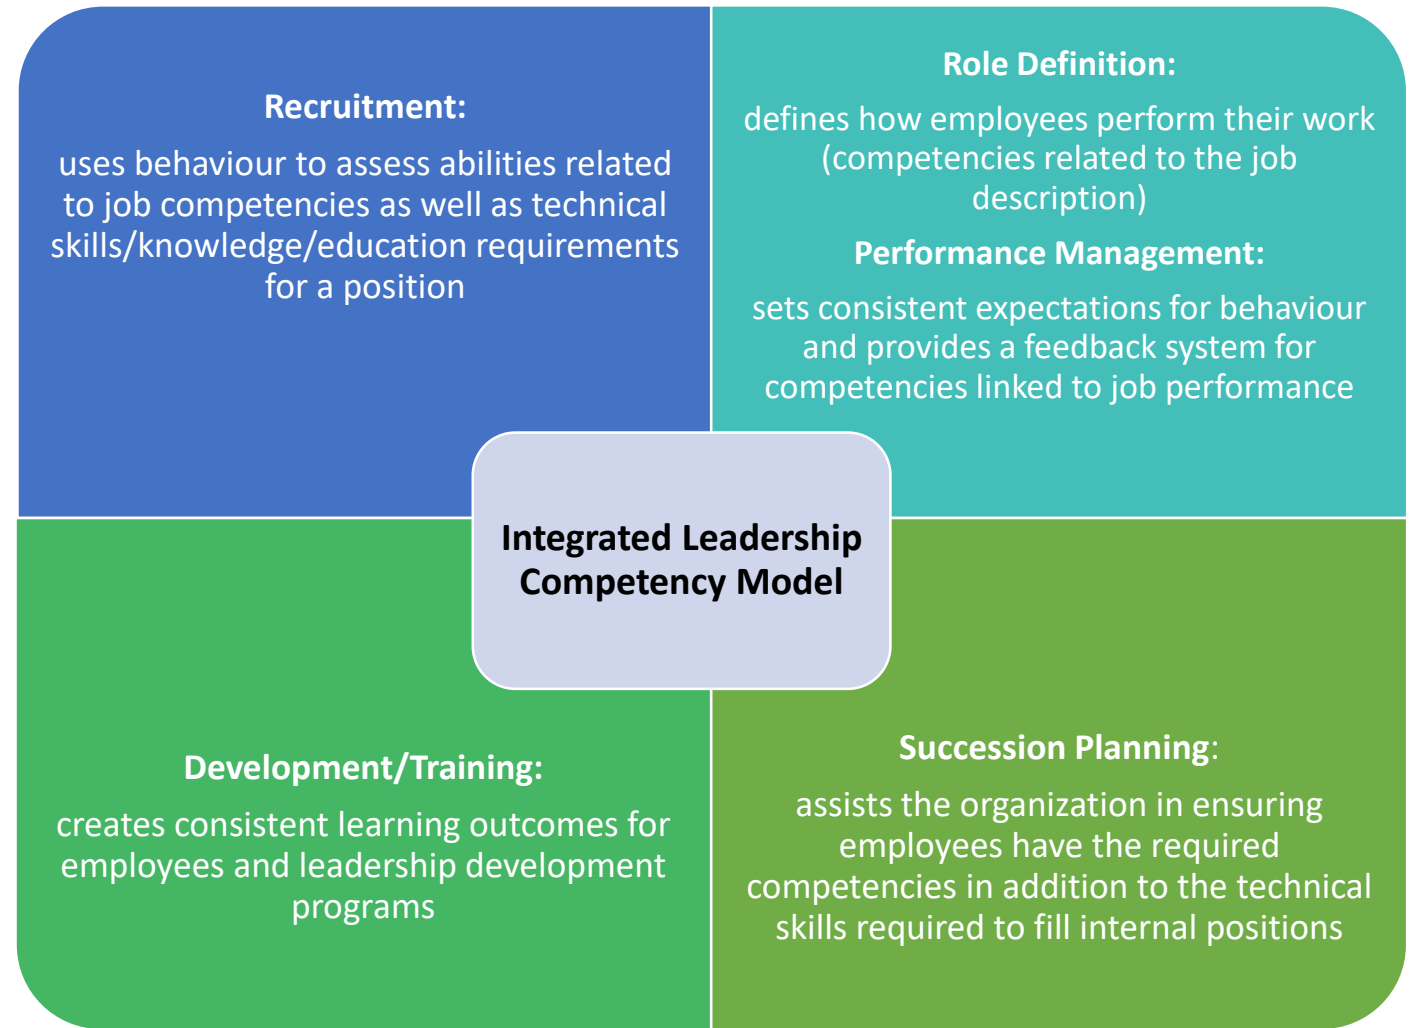 Recruitment:
uses behaviour to assess abilities related
to job competencies as well as technical
skills/knowledge/education requirements
for a position
Role Definition:
defines how employees perform their work
(competencies related to the job
description)
Performance Management:
sets consistent expectations for behaviour
and provides a feedback system for
competencies linked to job performance
Integrated Leadership
Competency Model
Development/Training:
creates consistent learning outcomes for
employees and leadership development
programs
Succession Planning:
assists the organization in ensuring
employees have the required
competencies in addition to the technical
skills required to fill internal positions